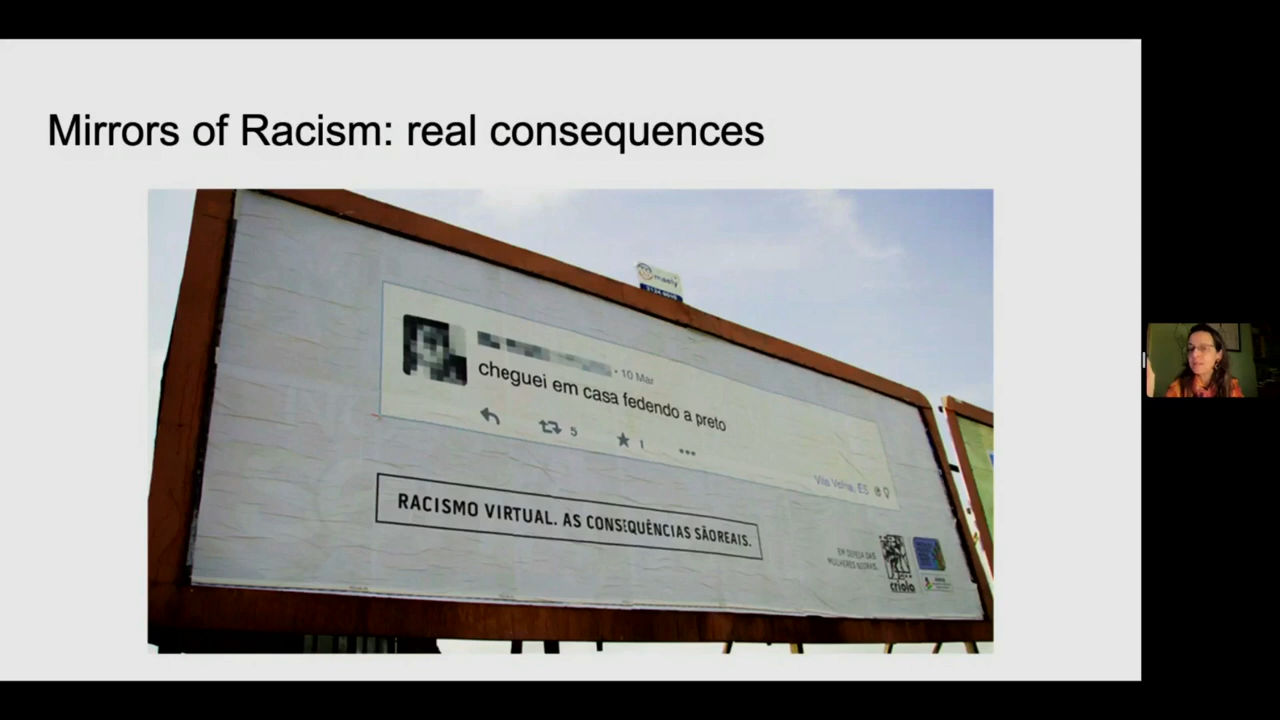 Mirrors of Racism: real consequences
maely
• 10 Mar
cheguei em casa fedendo a preto
5
1
Vila Velha, ES
RACISMO VIRTUAL. AS CONSEQUÊNCIAS SÃO REAIS.
EM DEFESA DAS
MULHERES NEGRAS.
criola